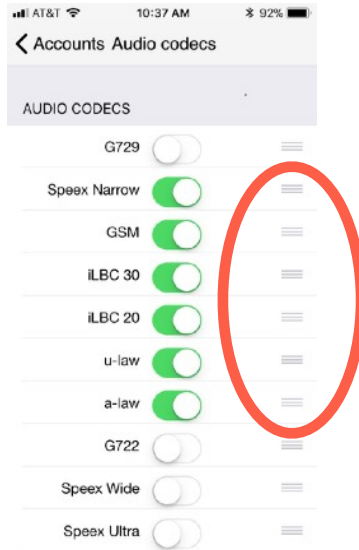 AT&T 10:37 AM 92%
Accounts Audio codecs
AUDIO CODECS
G729
Speex Narrow
GSM
iLBC 30
iLBC 20
u-law
a-law
G722
Speex Wide
Speex Ultra